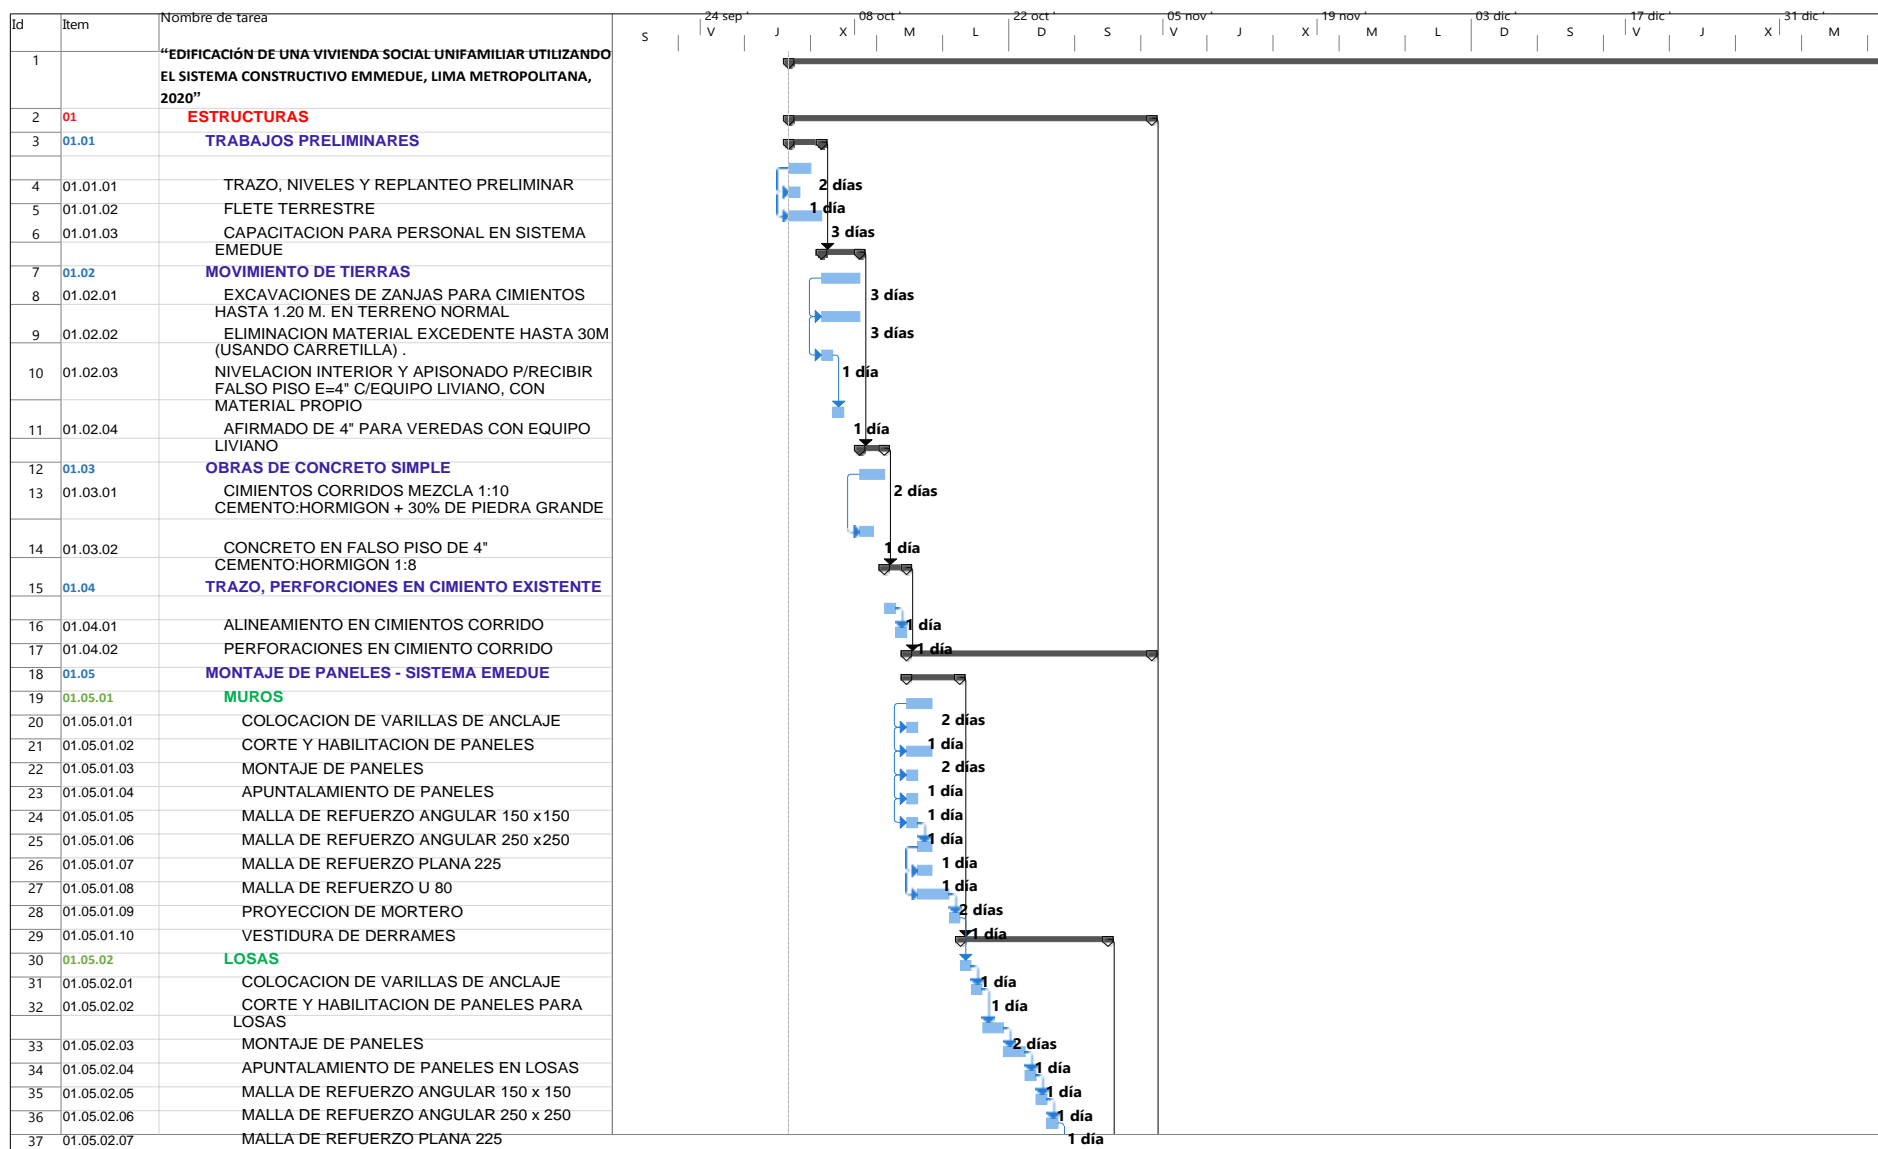 24 sep ' 08 oct ' 22 oct ' 05 nov ' 19 nov ' 03 dic ' 17 dic ' 31 dic '
Id Item Nombre de tarea
S V J X M L D S V J X M L D S V J X M
1 “EDIFICACIóN DE UNA VIVIENDA SOCIAL UNIFAMILIAR UTILIZANDO
EL SISTEMA CONSTRUCTIVO EMMEDUE, LIMA METROPOLITANA,
2020”
2 01 ESTRUCTURAS
3 01.01 TRABAJOS PRELIMINARES
4 01.01.01 TRAZO, NIVELES Y REPLANTEO PRELIMINAR 2 días
5 01.01.02 FLETE TERRESTRE 1 día
6 01.01.03 CAPACITACION PARA PERSONAL EN SISTEMA 3 días
EMEDUE
7 01.02 MOVIMIENTO DE TIERRAS
8 01.02.01 EXCAVACIONES DE ZANJAS PARA CIMIENTOS 3 días
HASTA 1.20 M. EN TERRENO NORMAL
9 01.02.02 ELIMINACION MATERIAL EXCEDENTE HASTA 30M 3 días
(USANDO CARRETILLA) .
10 01.02.03 NIVELACION INTERIOR Y APISONADO P/RECIBIR 1 día
FALSO PISO E=4" C/EQUIPO LIVIANO, CON
MATERIAL PROPIO
11 01.02.04 AFIRMADO DE 4" PARA VEREDAS CON EQUIPO 1 día
LIVIANO
12 01.03 OBRAS DE CONCRETO SIMPLE
13 01.03.01 CIMIENTOS CORRIDOS MEZCLA 1:10 2 días
CEMENTO:HORMIGON + 30% DE PIEDRA GRANDE
14 01.03.02 CONCRETO EN FALSO PISO DE 4" 1 día
CEMENTO:HORMIGON 1:8
15 01.04 TRAZO, PERFORCIONES EN CIMIENTO EXISTENTE
16 01.04.01 ALINEAMIENTO EN CIMIENTOS CORRIDO 1 día
17 01.04.02 PERFORACIONES EN CIMIENTO CORRIDO 1 día
18 01.05 MONTAJE DE PANELES - SISTEMA EMEDUE
19 01.05.01 MUROS
20 01.05.01.01 COLOCACION DE VARILLAS DE ANCLAJE 2 días
21 01.05.01.02 CORTE Y HABILITACION DE PANELES 1 día
22 01.05.01.03 MONTAJE DE PANELES 2 días
23 01.05.01.04 APUNTALAMIENTO DE PANELES 1 día
24 01.05.01.05 MALLA DE REFUERZO ANGULAR 150 x150 1 día
25 01.05.01.06 MALLA DE REFUERZO ANGULAR 250 x250 1 día
26 01.05.01.07 MALLA DE REFUERZO PLANA 225 1 día
27 01.05.01.08 MALLA DE REFUERZO U 80 1 día
28 01.05.01.09 PROYECCION DE MORTERO 2 días
29 01.05.01.10 VESTIDURA DE DERRAMES 1 día
30 01.05.02 LOSAS
31 01.05.02.01 COLOCACION DE VARILLAS DE ANCLAJE 1 día
32 01.05.02.02 CORTE Y HABILITACION DE PANELES PARA 1 día
LOSAS
33 01.05.02.03 MONTAJE DE PANELES 2 días
34 01.05.02.04 APUNTALAMIENTO DE PANELES EN LOSAS 1 día
35 01.05.02.05 MALLA DE REFUERZO ANGULAR 150 x 150 1 día
36 01.05.02.06 MALLA DE REFUERZO ANGULAR 250 x 250 1 día
37 01.05.02.07 MALLA DE REFUERZO PLANA 225 1 día